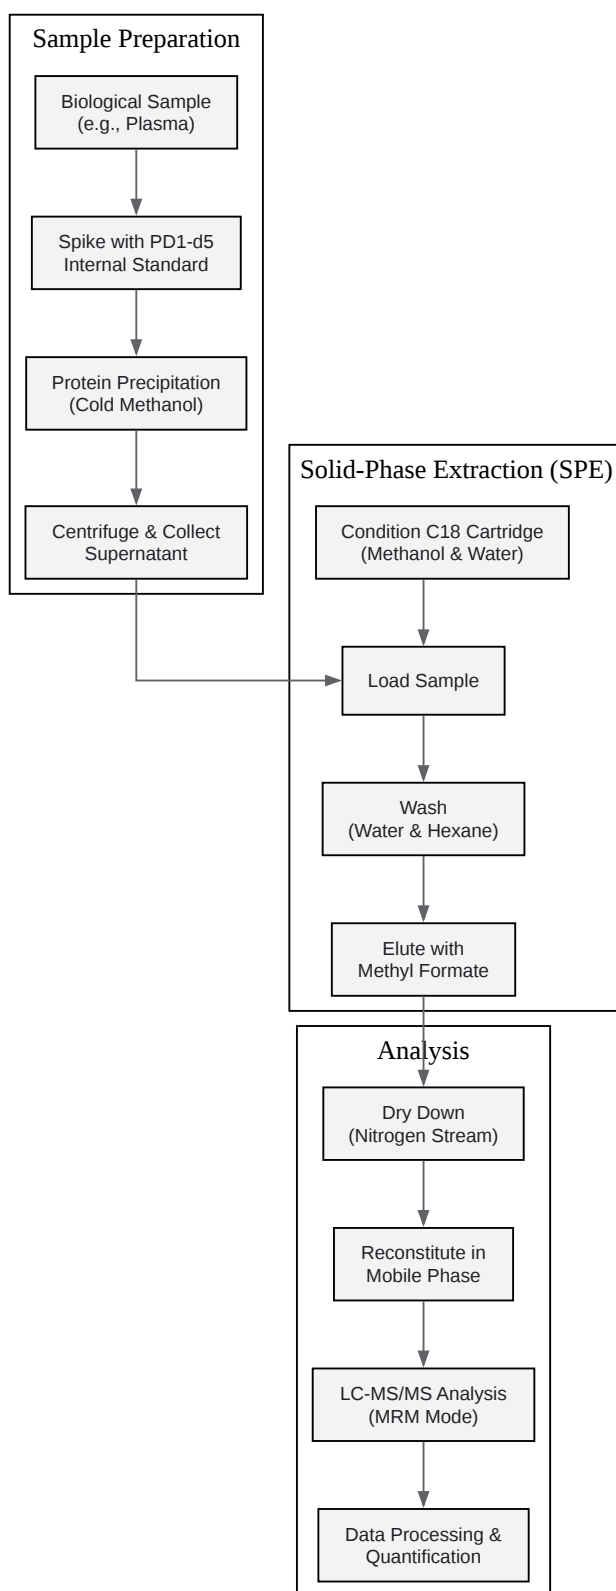 Sample Preparation
Biological Sample
(e.g., Plasma)
Spike with PD1-d5
Internal Standard
Protein Precipitation
(Cold Methanol)
Centrifuge & Collect
Supernatant
Solid-Phase Extraction (SPE)
Condition C18 Cartridge
(Methanol & Water)
Load Sample
Wash
(Water & Hexane)
Elute with
Methyl Formate
Analysis
Dry Down
(Nitrogen Stream)
Reconstitute in
Mobile Phase
LC-MS/MS Analysis
(MRM Mode)
Data Processing &
Quantification